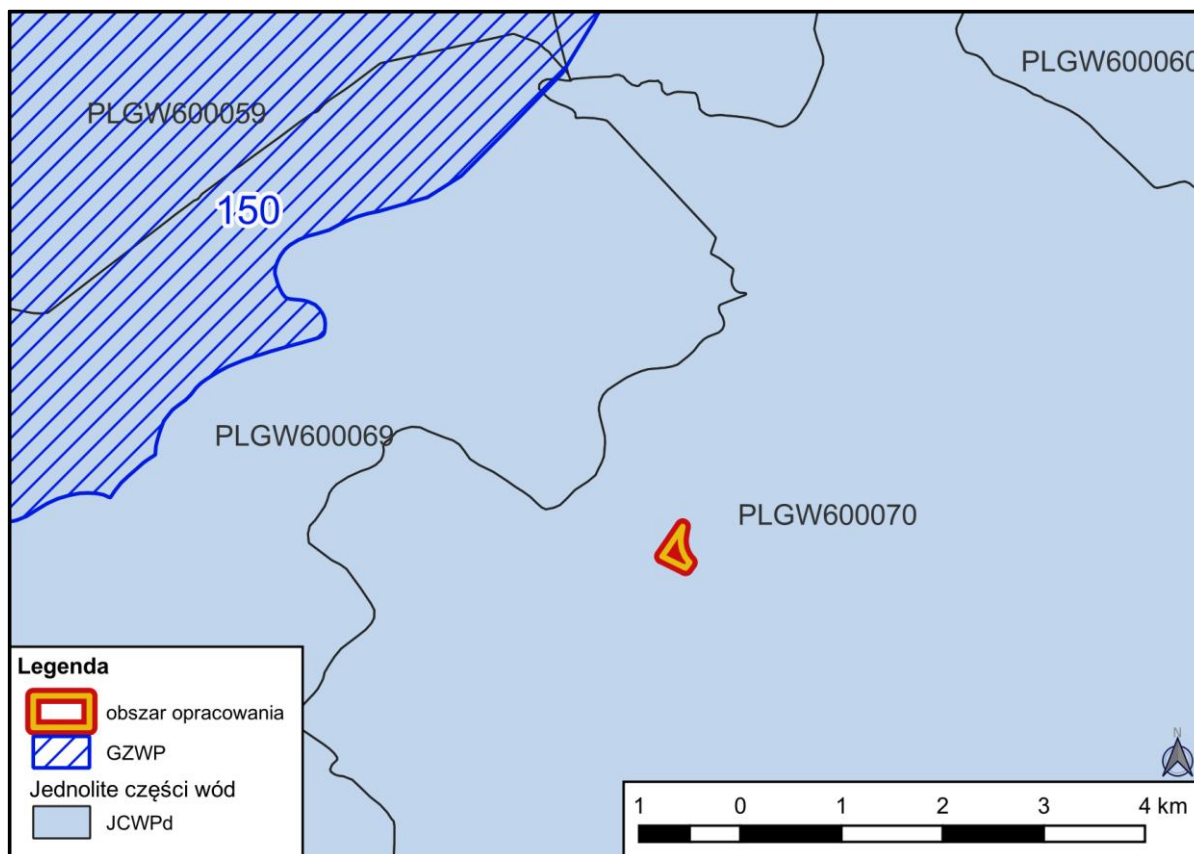 PLGW600060
PLGW600059
150
PLGW600069
PLGW600070
Legenda
obszar opracowania
GZWP
Jednolite części wód
JCWPd
N
1 0 1 2 3 4 km